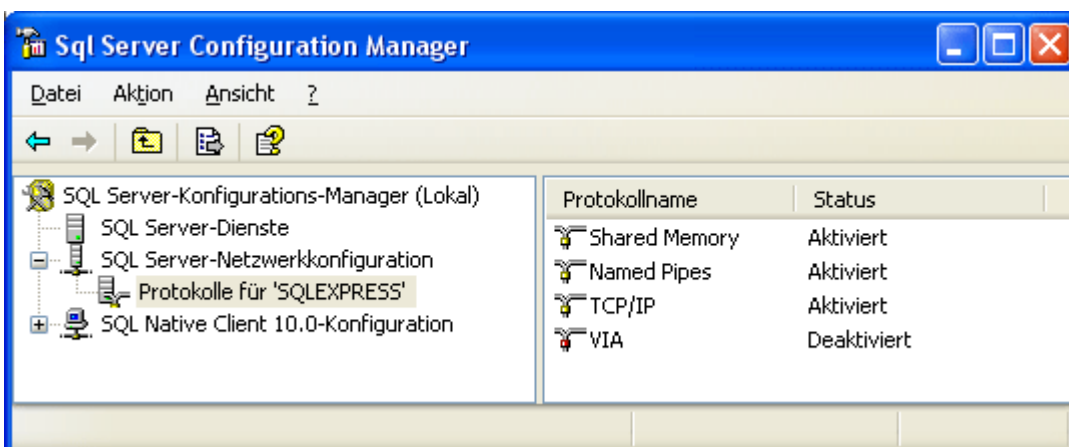 Sql Server Configuration Manager
Datei Aktion Ansicht ?
SQL Server-Konfigurations-Manager (Lokal)
SQL Server-Dienste
SQL Server-Netzwerkkonfiguration
Protokolle für 'SQLEXPRESS'
SQL Native Client 10.0-Konfiguration
Protokollname Status
Shared Memory Aktiviert
Named Pipes Aktiviert
TCP/IP Aktiviert
VIA Deaktiviert